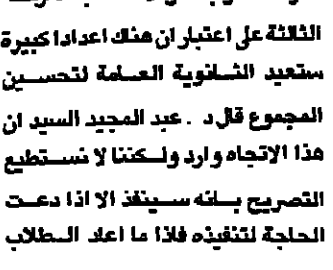 الثالثة على اعتبار ان هناك اعدادا كبيرة
ستعيد الشانوية العامة لتحسين
المجموع قال د . عبد المجيد السيد ان
هذا الاتجاه وارد ولكننا لا نستطيع
التصريح بانه سينفذ الا اذا دعت
الحاجة لتنفيذه فاذا ما اعاد الطلاب